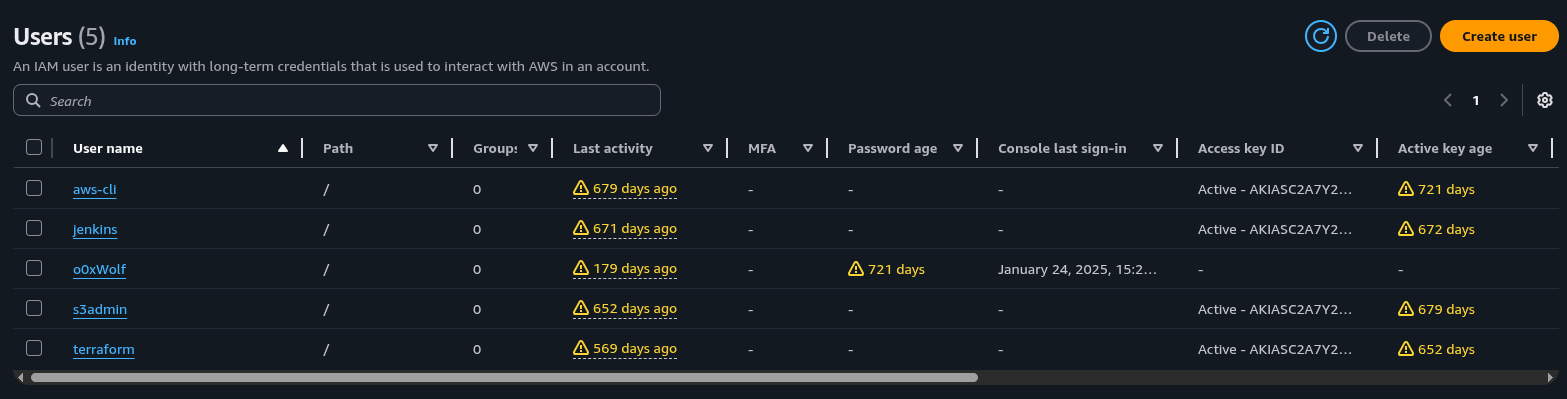 Users (5) Info
Delete
Create user
An IAM user is an identity with long-term credentials that is used to interact with AWS in an account.
Search
1
User name Path Groups Last activity MFA Password age Console last sign-in Access key ID Active key age
aws-cli / 0 679 days ago - - - Active - AKIASC2A7Y2... 721 days
jenkins / 0 671 days ago - - - Active - AKIASC2A7Y2... 672 days
o0xWolf / 0 179 days ago - 721 days January 24, 2025, 15:2... - -
s3admin / 0 652 days ago - - - Active - AKIASC2A7Y2... 679 days
terraform / 0 569 days ago - - - Active - AKIASC2A7Y2... 652 days